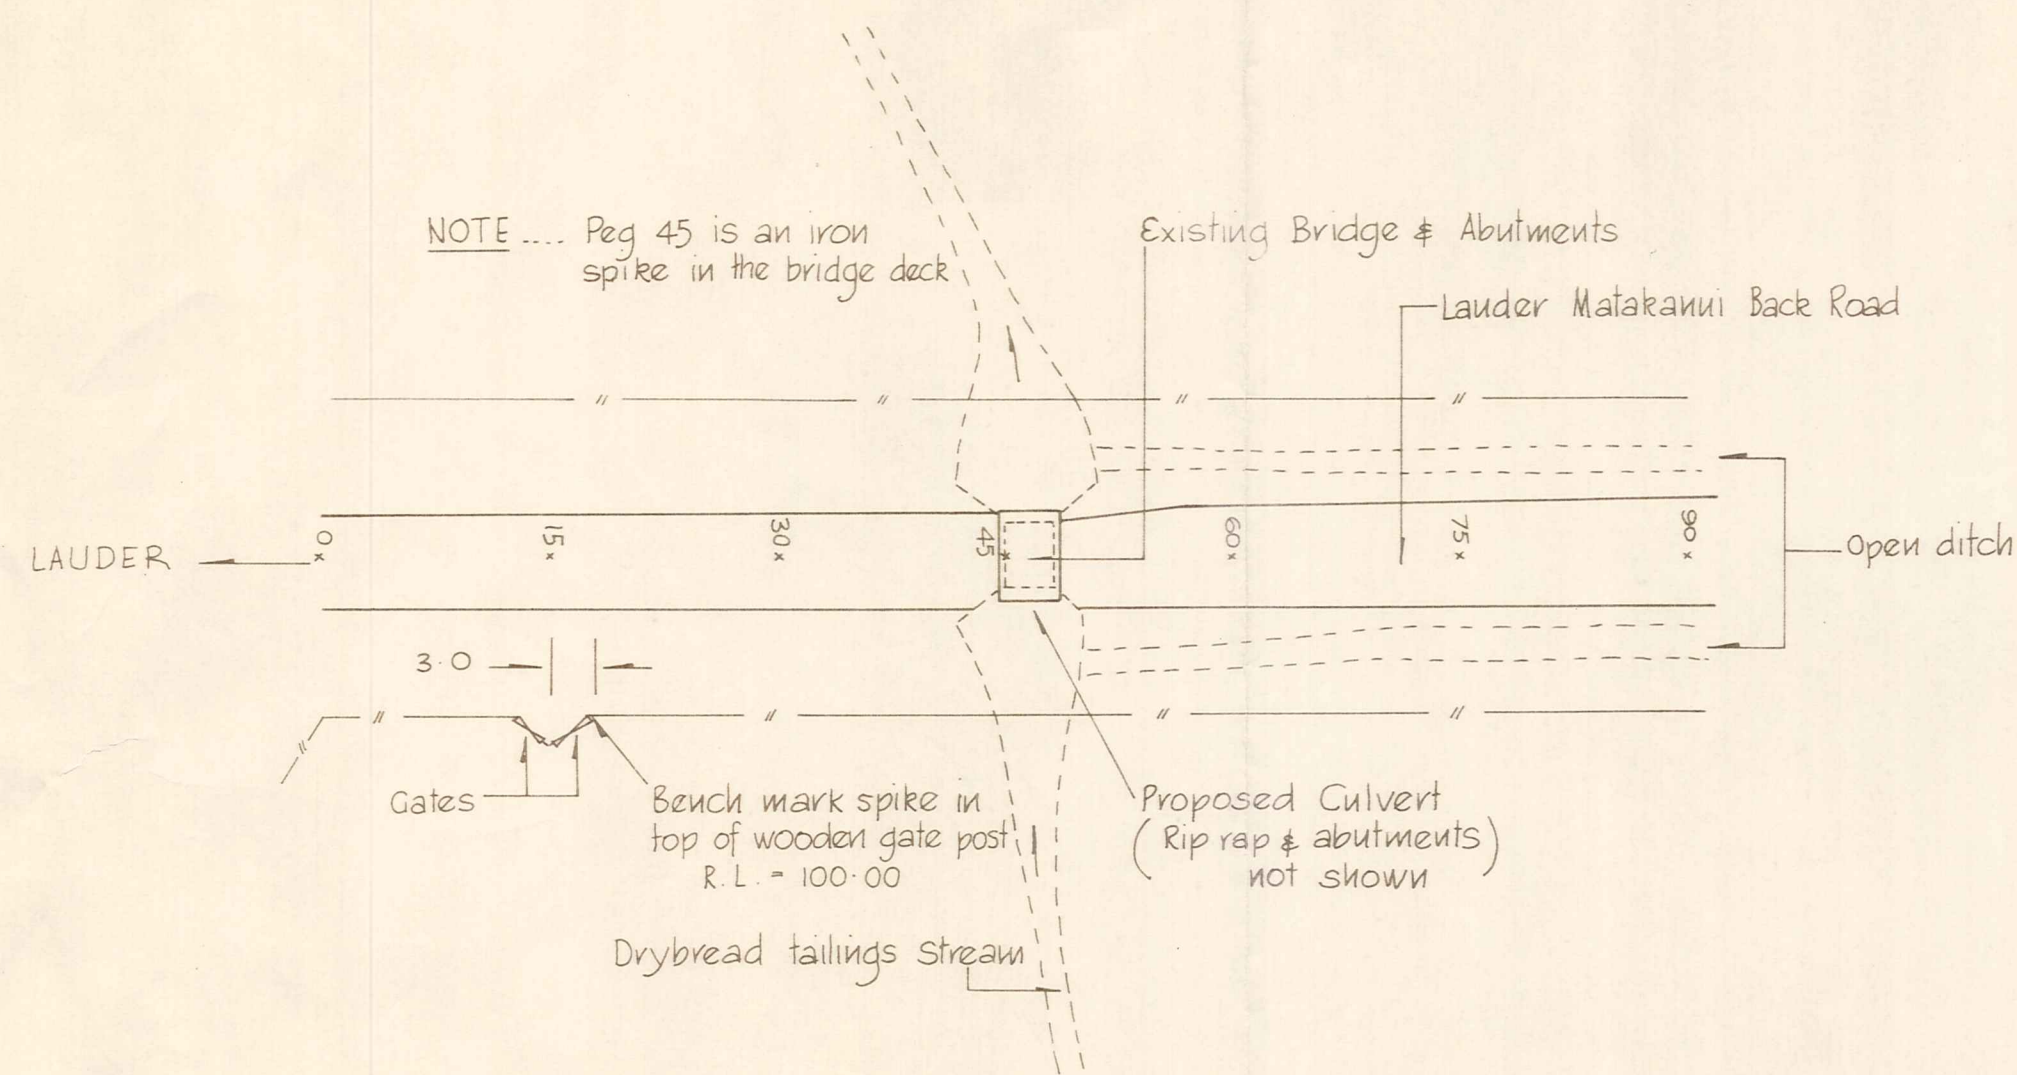 NOTE .... Peg 45 is an iron
spike in the bridge deck
Existing Bridge & Abutments
Lauder Matakanui Back Road
LAUDER
0
15
30
45
60
75
90
Open ditch
3.0
Gates
Bench mark spike in
top of wooden gate post
R.L. = 100.00
Proposed Culvert
(Rip rap & abutments)
not shown
Drybread tailings Stream